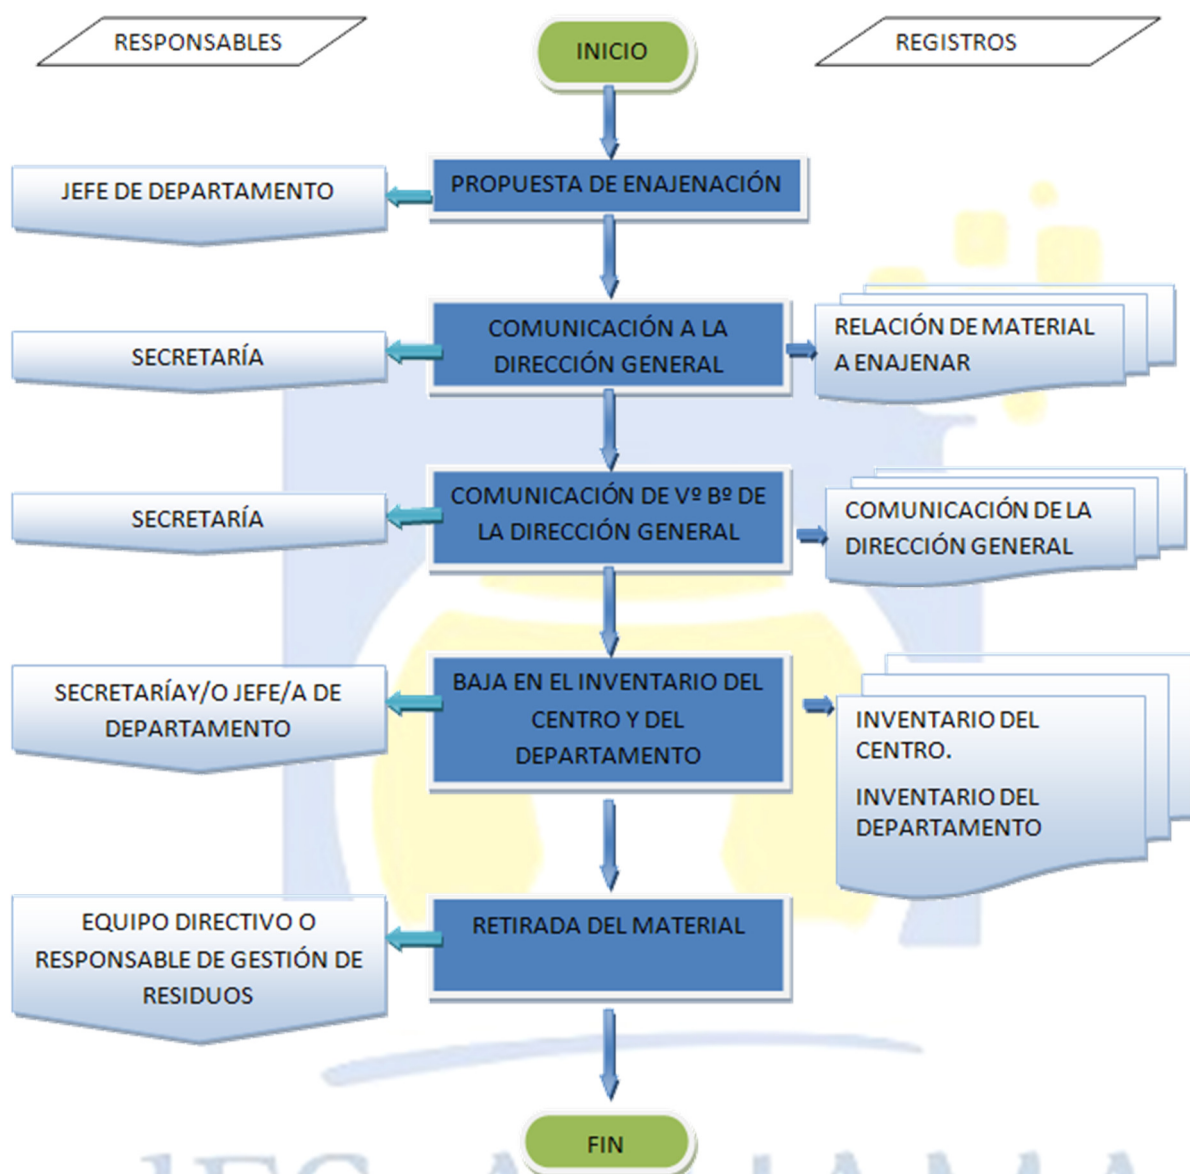 RESPONSABLES
INICIO
REGISTROS
JEFE DE DEPARTAMENTO
PROPUESTA DE ENAJENACIÓN
SECRETARÍA
COMUNICACIÓN A LA
DIRECCIÓN GENERAL
RELACIÓN DE MATERIAL
A ENAJENAR
SECRETARÍA
COMUNICACIÓN DE Vº Bº DE
LA DIRECCIÓN GENERAL
COMUNICACIÓN DE LA
DIRECCIÓN GENERAL
SECRETARÍAY/O JEFE/A DE
DEPARTAMENTO
BAJA EN EL INVENTARIO DEL
CENTRO Y DEL
DEPARTAMENTO
INVENTARIO DEL
CENTRO.
INVENTARIO DEL
DEPARTAMENTO
EQUIPO DIRECTIVO O
RESPONSABLE DE GESTIÓN DE
RESIDUOS
RETIRADA DEL MATERIAL
FIN